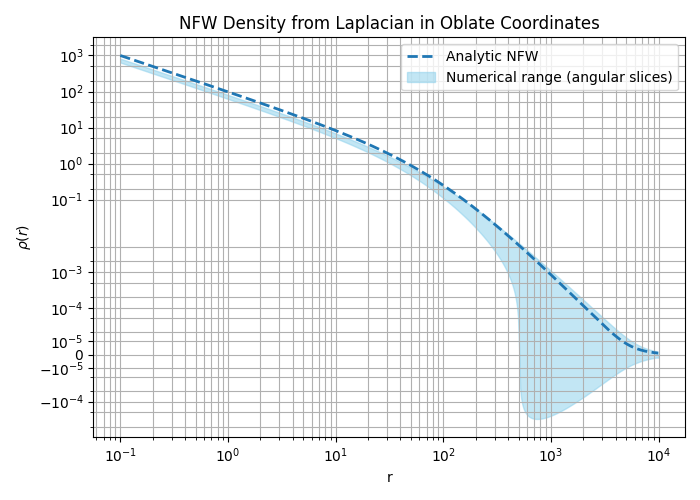 NFW Density from Laplacian in Oblate Coordinates
Analytic NFW
Numerical range (angular slices)
10³
10²
10¹
10⁰
10⁻¹
10⁻³
10⁻⁴
10⁻⁵
0
−10⁻⁵
−10⁻⁴
ρ(r)
10⁻¹ 10⁰ 10¹ 10² 10³ 10⁴
r